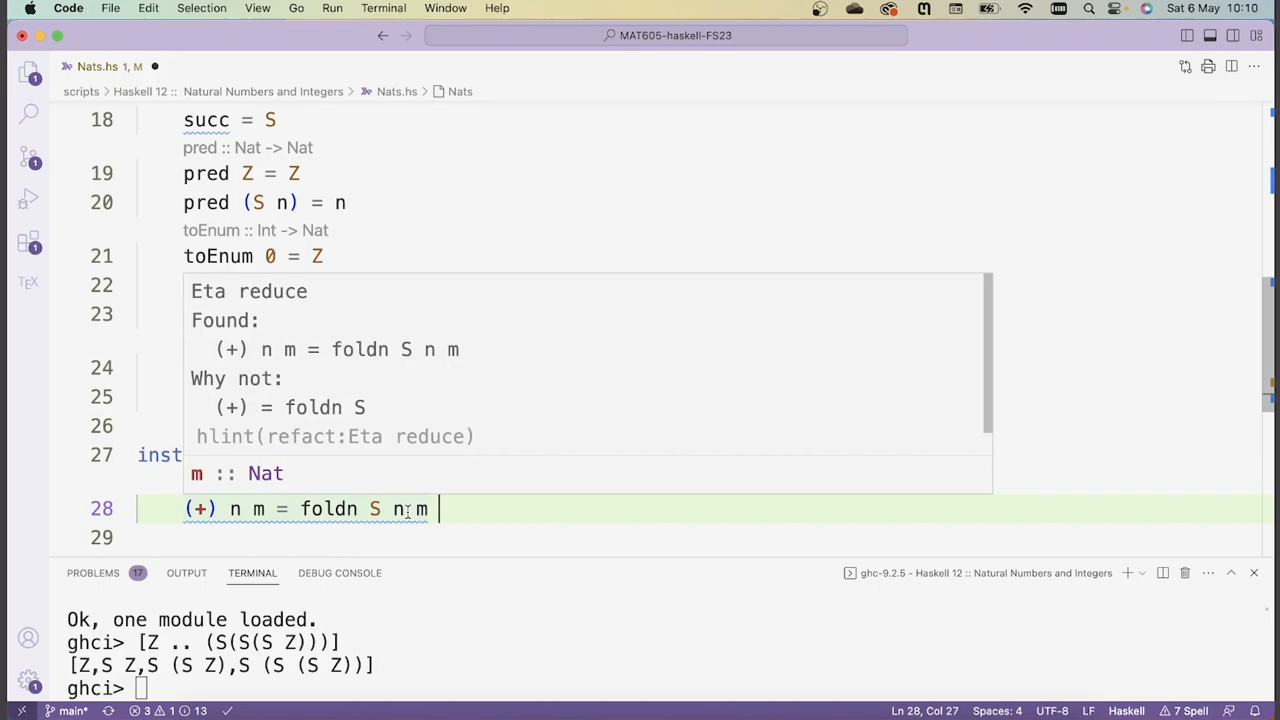 Code File Edit Selection View Go Run Terminal Window Help Sat 6 May 10:10
MAT605-haskell-FS23
Nats.hs 1, M
scripts > Haskell 12 :: Natural Numbers and Integers > Nats.hs > Nats
18 succ = S
pred :: Nat -> Nat
19 pred Z = Z
20 pred (S n) = n
toEnum :: Int -> Nat
21 toEnum 0 = Z
22
23
24
25
26
27 inst
Eta reduce
Found:
(+) n m = foldn S n m
Why not:
(+) = foldn S
hlint(refact:Eta reduce)
m :: Nat
28 (+) n m = foldn S n m
29
PROBLEMS 17 OUTPUT TERMINAL DEBUG CONSOLE ghc-9.2.5 - Haskell 12 :: Natural Numbers and Integers
Ok, one module loaded.
ghci> [Z .. (S(S(S Z)))]
[Z,S Z,S (S Z),S (S (S Z))]
ghci>
main* 3 1 13 Ln 28, Col 27 Spaces: 4 UTF-8 LF Haskell 7 Spell